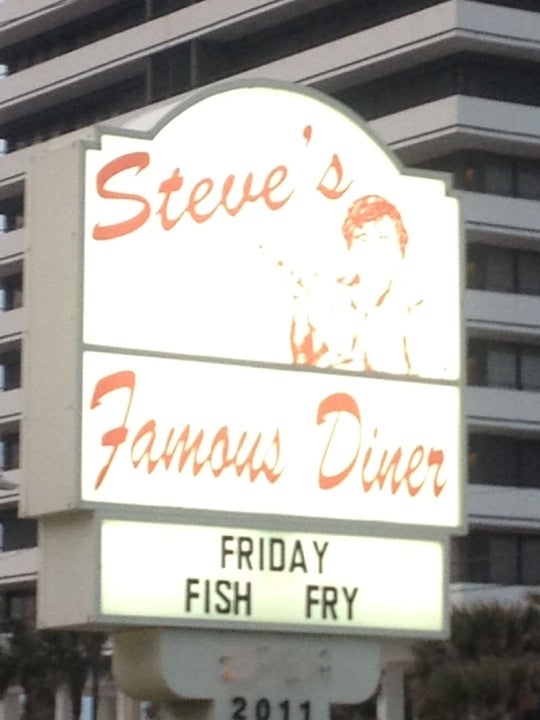 Steve's
Famous Diner
FRIDAY
FISH FRY
2011